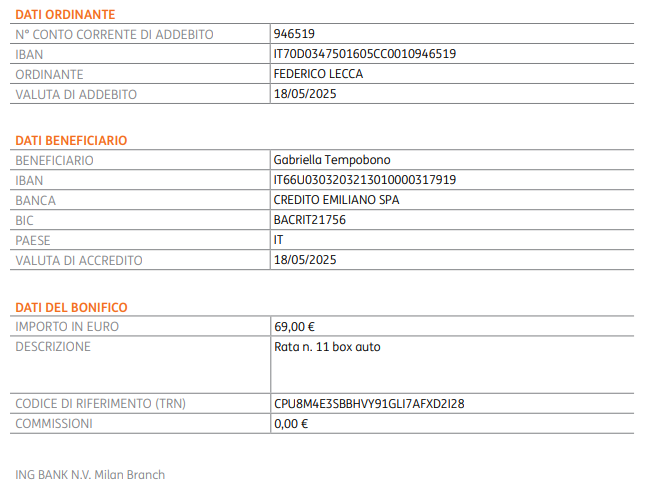 DATI ORDINANTE
N° CONTO CORRENTE DI ADDEBITO 946519
IBAN IT70D0347501605CC0010946519
ORDINANTE FEDERICO LECCA
VALUTA DI ADDEBITO 18/05/2025
DATI BENEFICIARIO
BENEFICIARIO Gabriella Tempobono
IBAN IT66U0303203213010000317919
BANCA CREDITO EMILIANO SPA
BIC BACRIT21756
PAESE IT
VALUTA DI ACCREDITO 18/05/2025
DATI DEL BONIFICO
IMPORTO IN EURO 69,00 €
DESCRIZIONE Rata n. 11 box auto
CODICE DI RIFERIMENTO (TRN) CPU8M4E3SBBHVY91GLI7AFXD2I28
COMMISSIONI 0,00 €
ING BANK N.V. Milan Branch